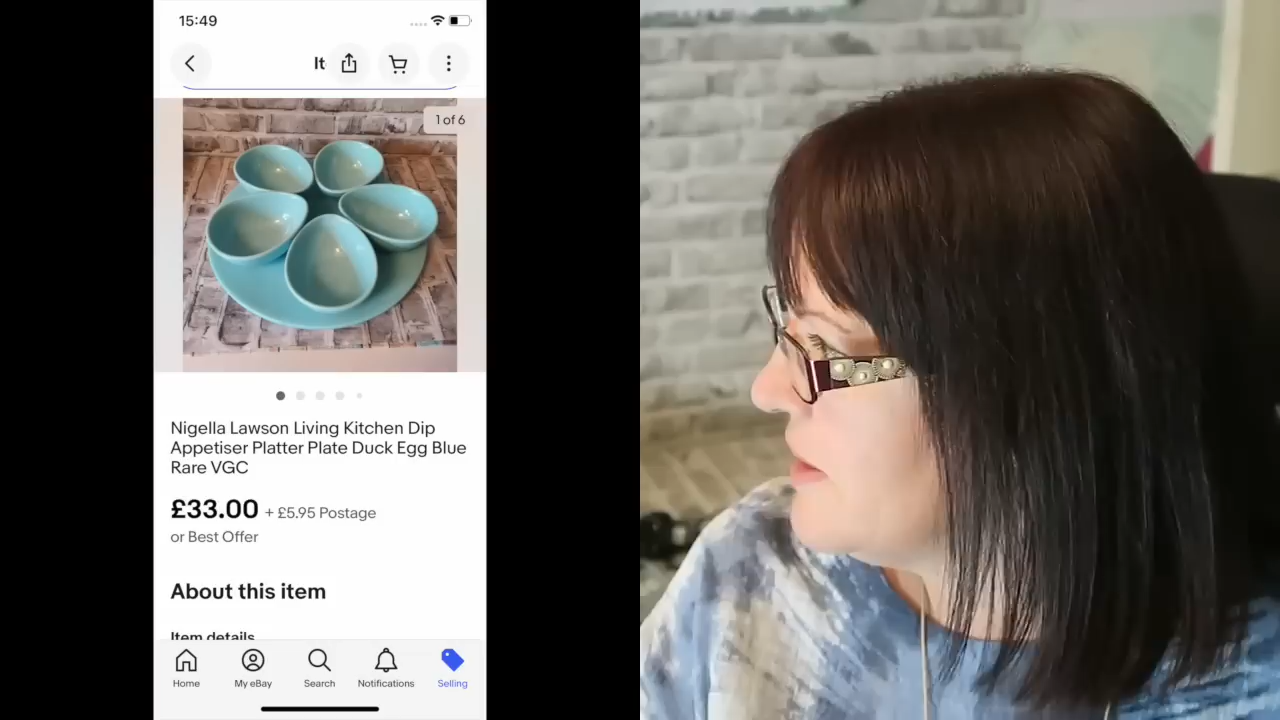 15:49
It
1 of 6
Nigella Lawson Living Kitchen Dip
Appetiser Platter Plate Duck Egg Blue
Rare VGC
£33.00 + £5.95 Postage
or Best Offer
About this item
Item details
Home My eBay Search Notifications Selling